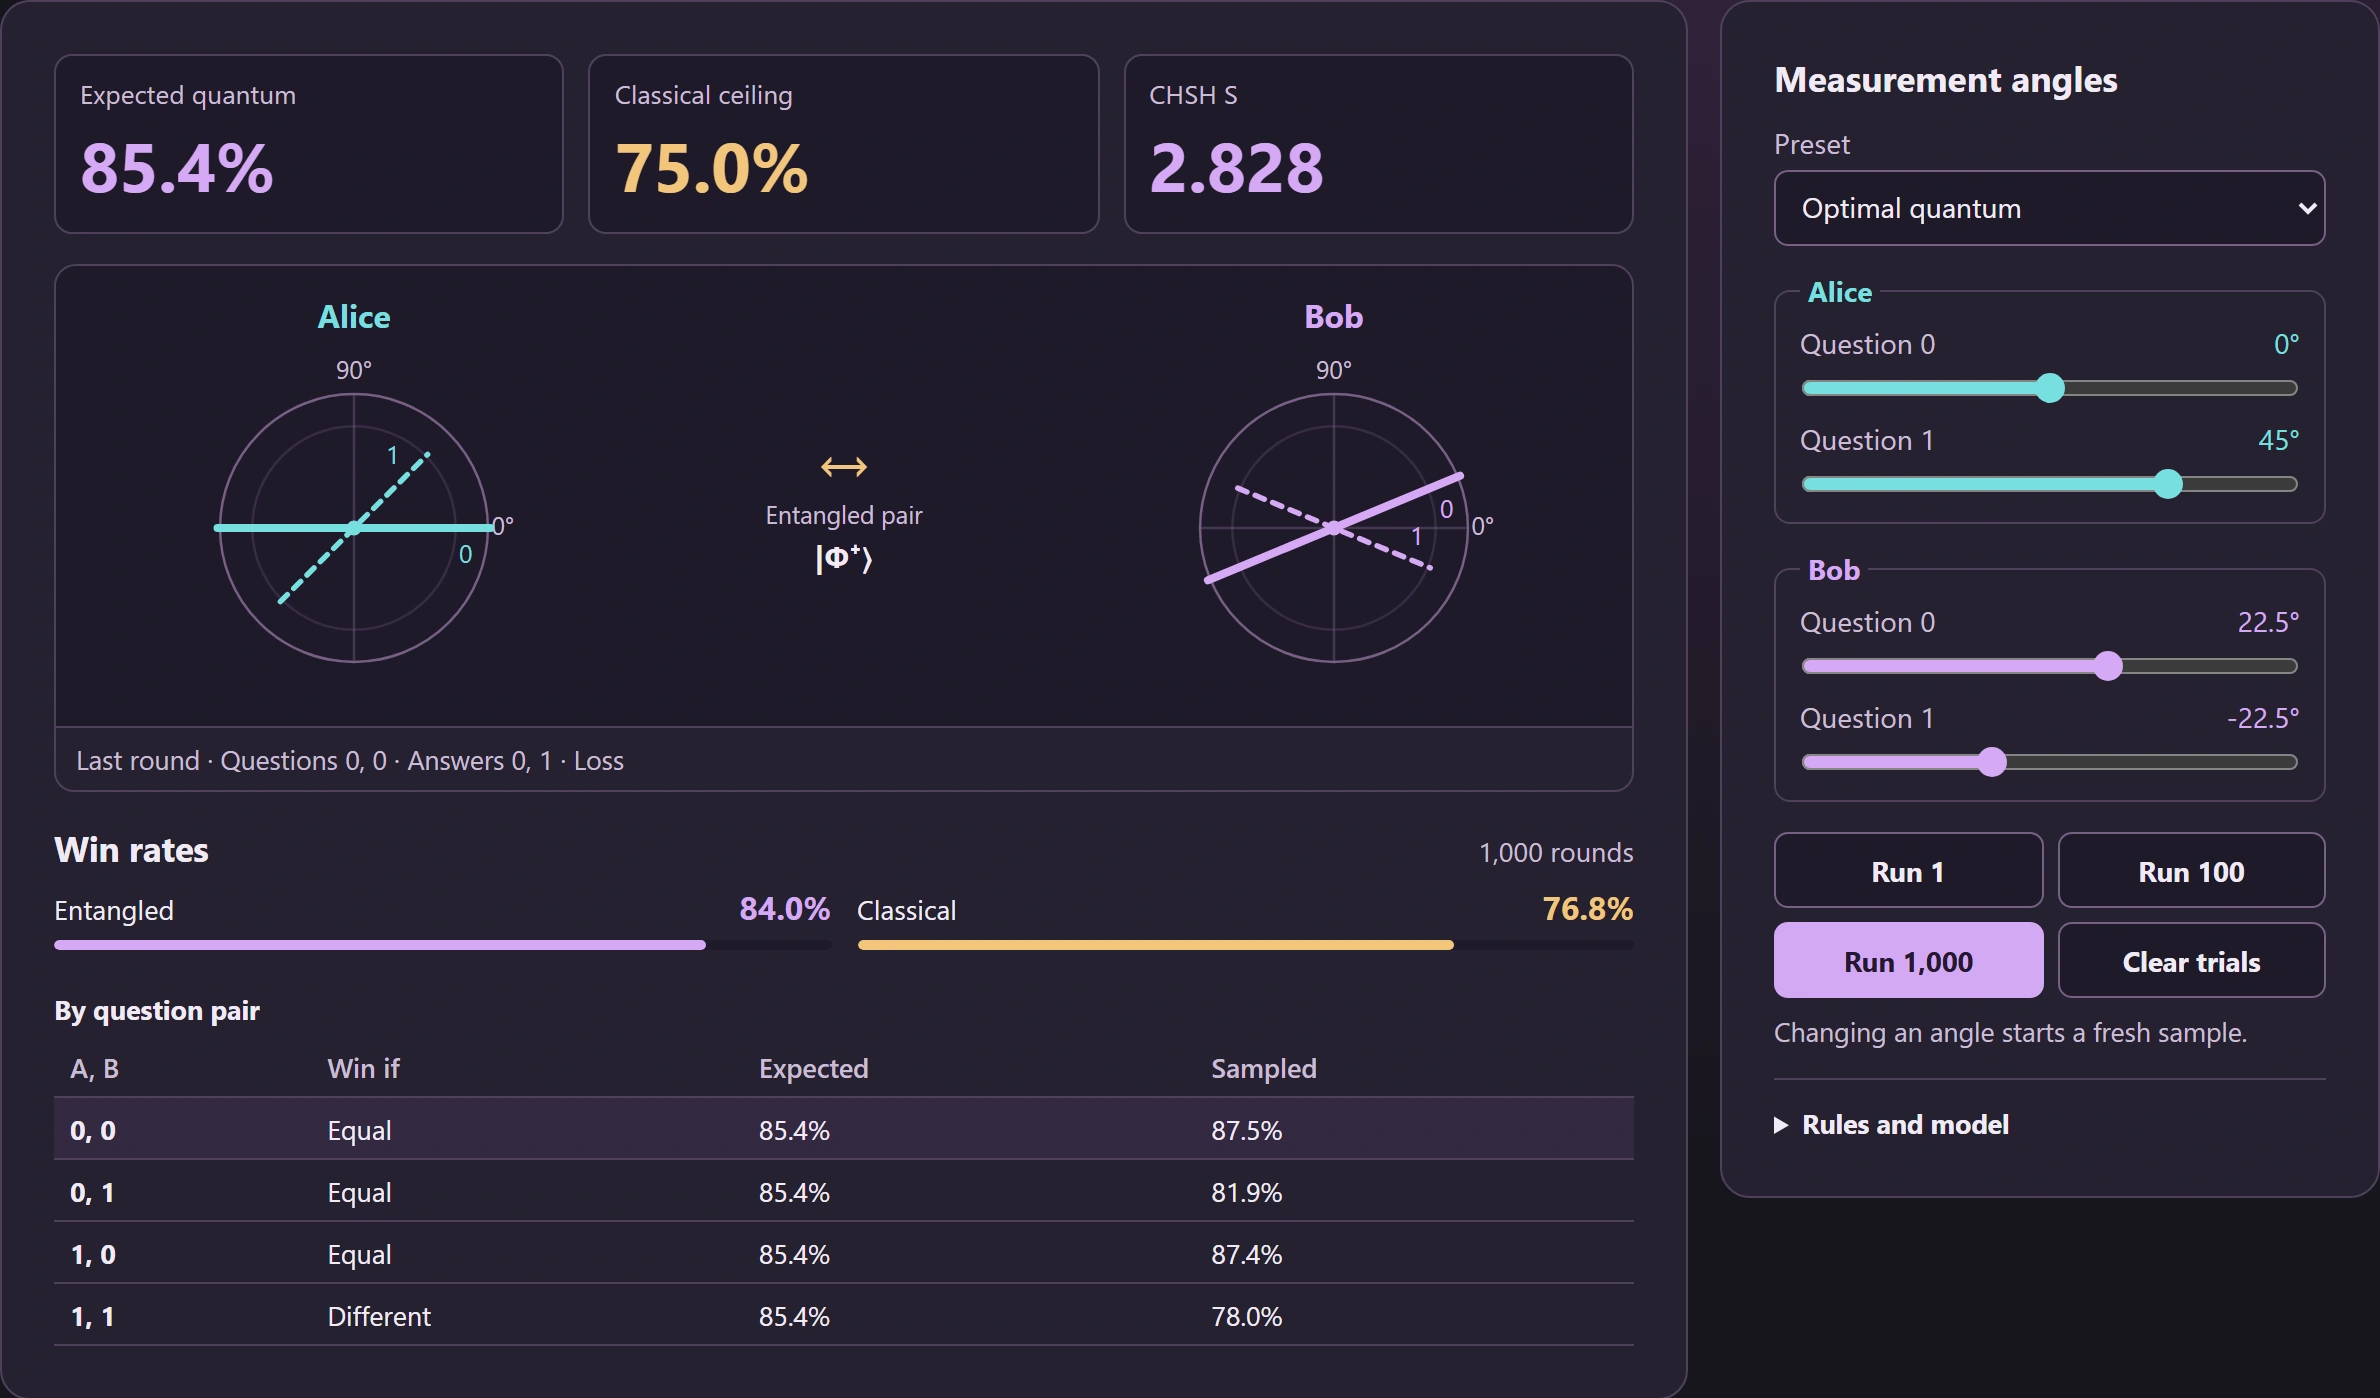 Expected quantum
85.4%
Classical ceiling
75.0%
CHSH S
2.828
Alice
90°
1
0°
0
↔
Entangled pair
|Φ⁺⟩
Bob
90°
0
0°
1
Last round · Questions 0, 0 · Answers 0, 1 · Loss
Win rates
1,000 rounds
Entangled 84.0%
Classical 76.8%
By question pair
A, B Win if Expected Sampled
0, 0 Equal 85.4% 87.5%
0, 1 Equal 85.4% 81.9%
1, 0 Equal 85.4% 87.4%
1, 1 Different 85.4% 78.0%
Measurement angles
Preset
Optimal quantum
Alice
Question 0 0°
Question 1 45°
Bob
Question 0 22.5°
Question 1 -22.5°
Run 1
Run 100
Run 1,000
Clear trials
Changing an angle starts a fresh sample.
Rules and model